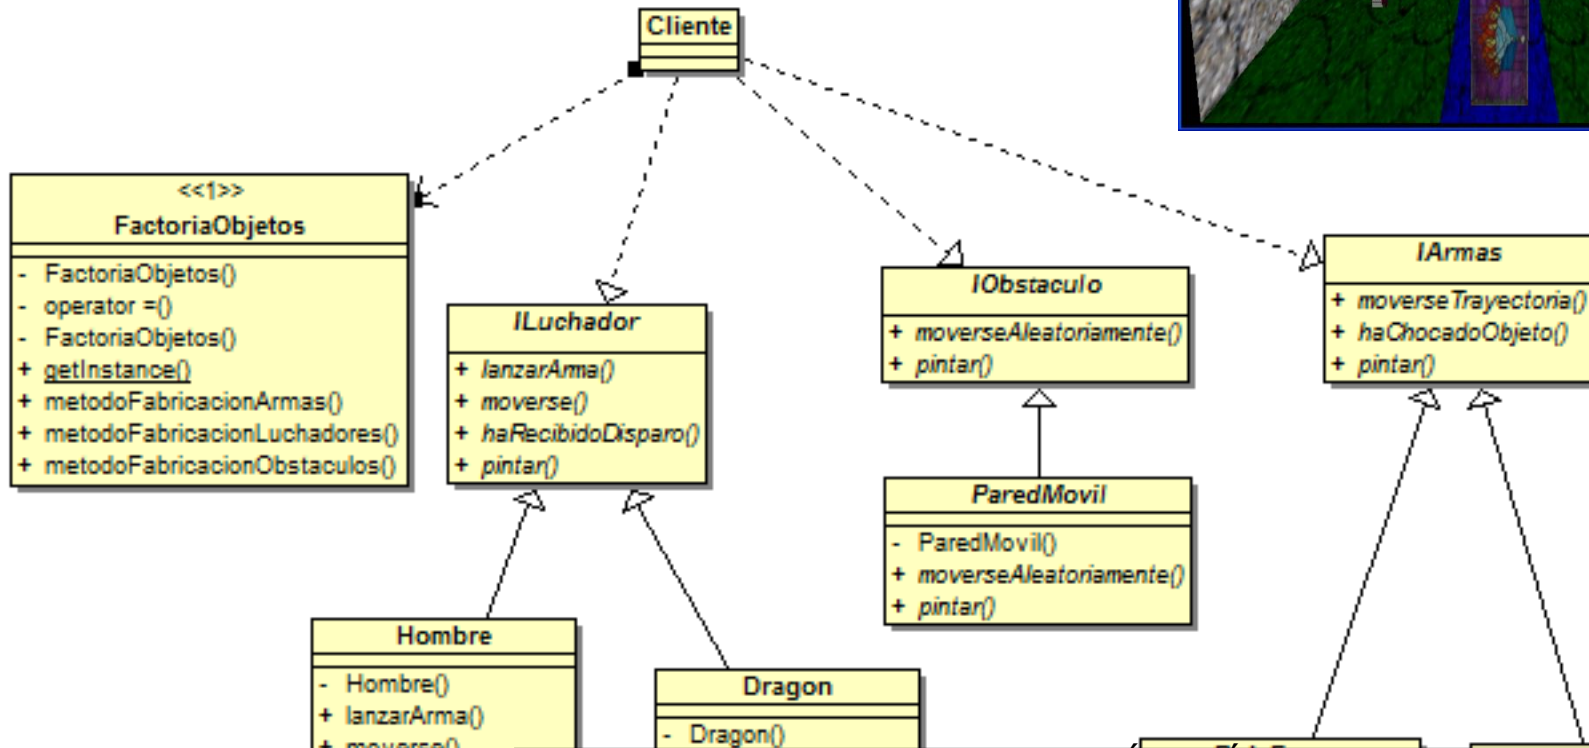 Cliente
<<1>>
FactoriaObjetos
- FactoriaObjetos()
- operator =()
- FactoriaObjetos()
+ getInstance()
+ metodoFabricacionArmas()
+ metodoFabricacionLuchadores()
+ metodoFabricacionObstaculos()
ILuchador
+ lanzarArma()
+ moverse()
+ haRecibidoDisparo()
+ pintar()
IObstaculo
+ moverseAleatoriamente()
+ pintar()
IArmas
+ moverseTrayectoria()
+ haChocadoObjeto()
+ pintar()
ParedMovil
- ParedMovil()
+ moverseAleatoriamente()
+ pintar()
Hombre
- Hombre()
+ lanzarArma()
+ moverse()
Dragon
- Dragon()